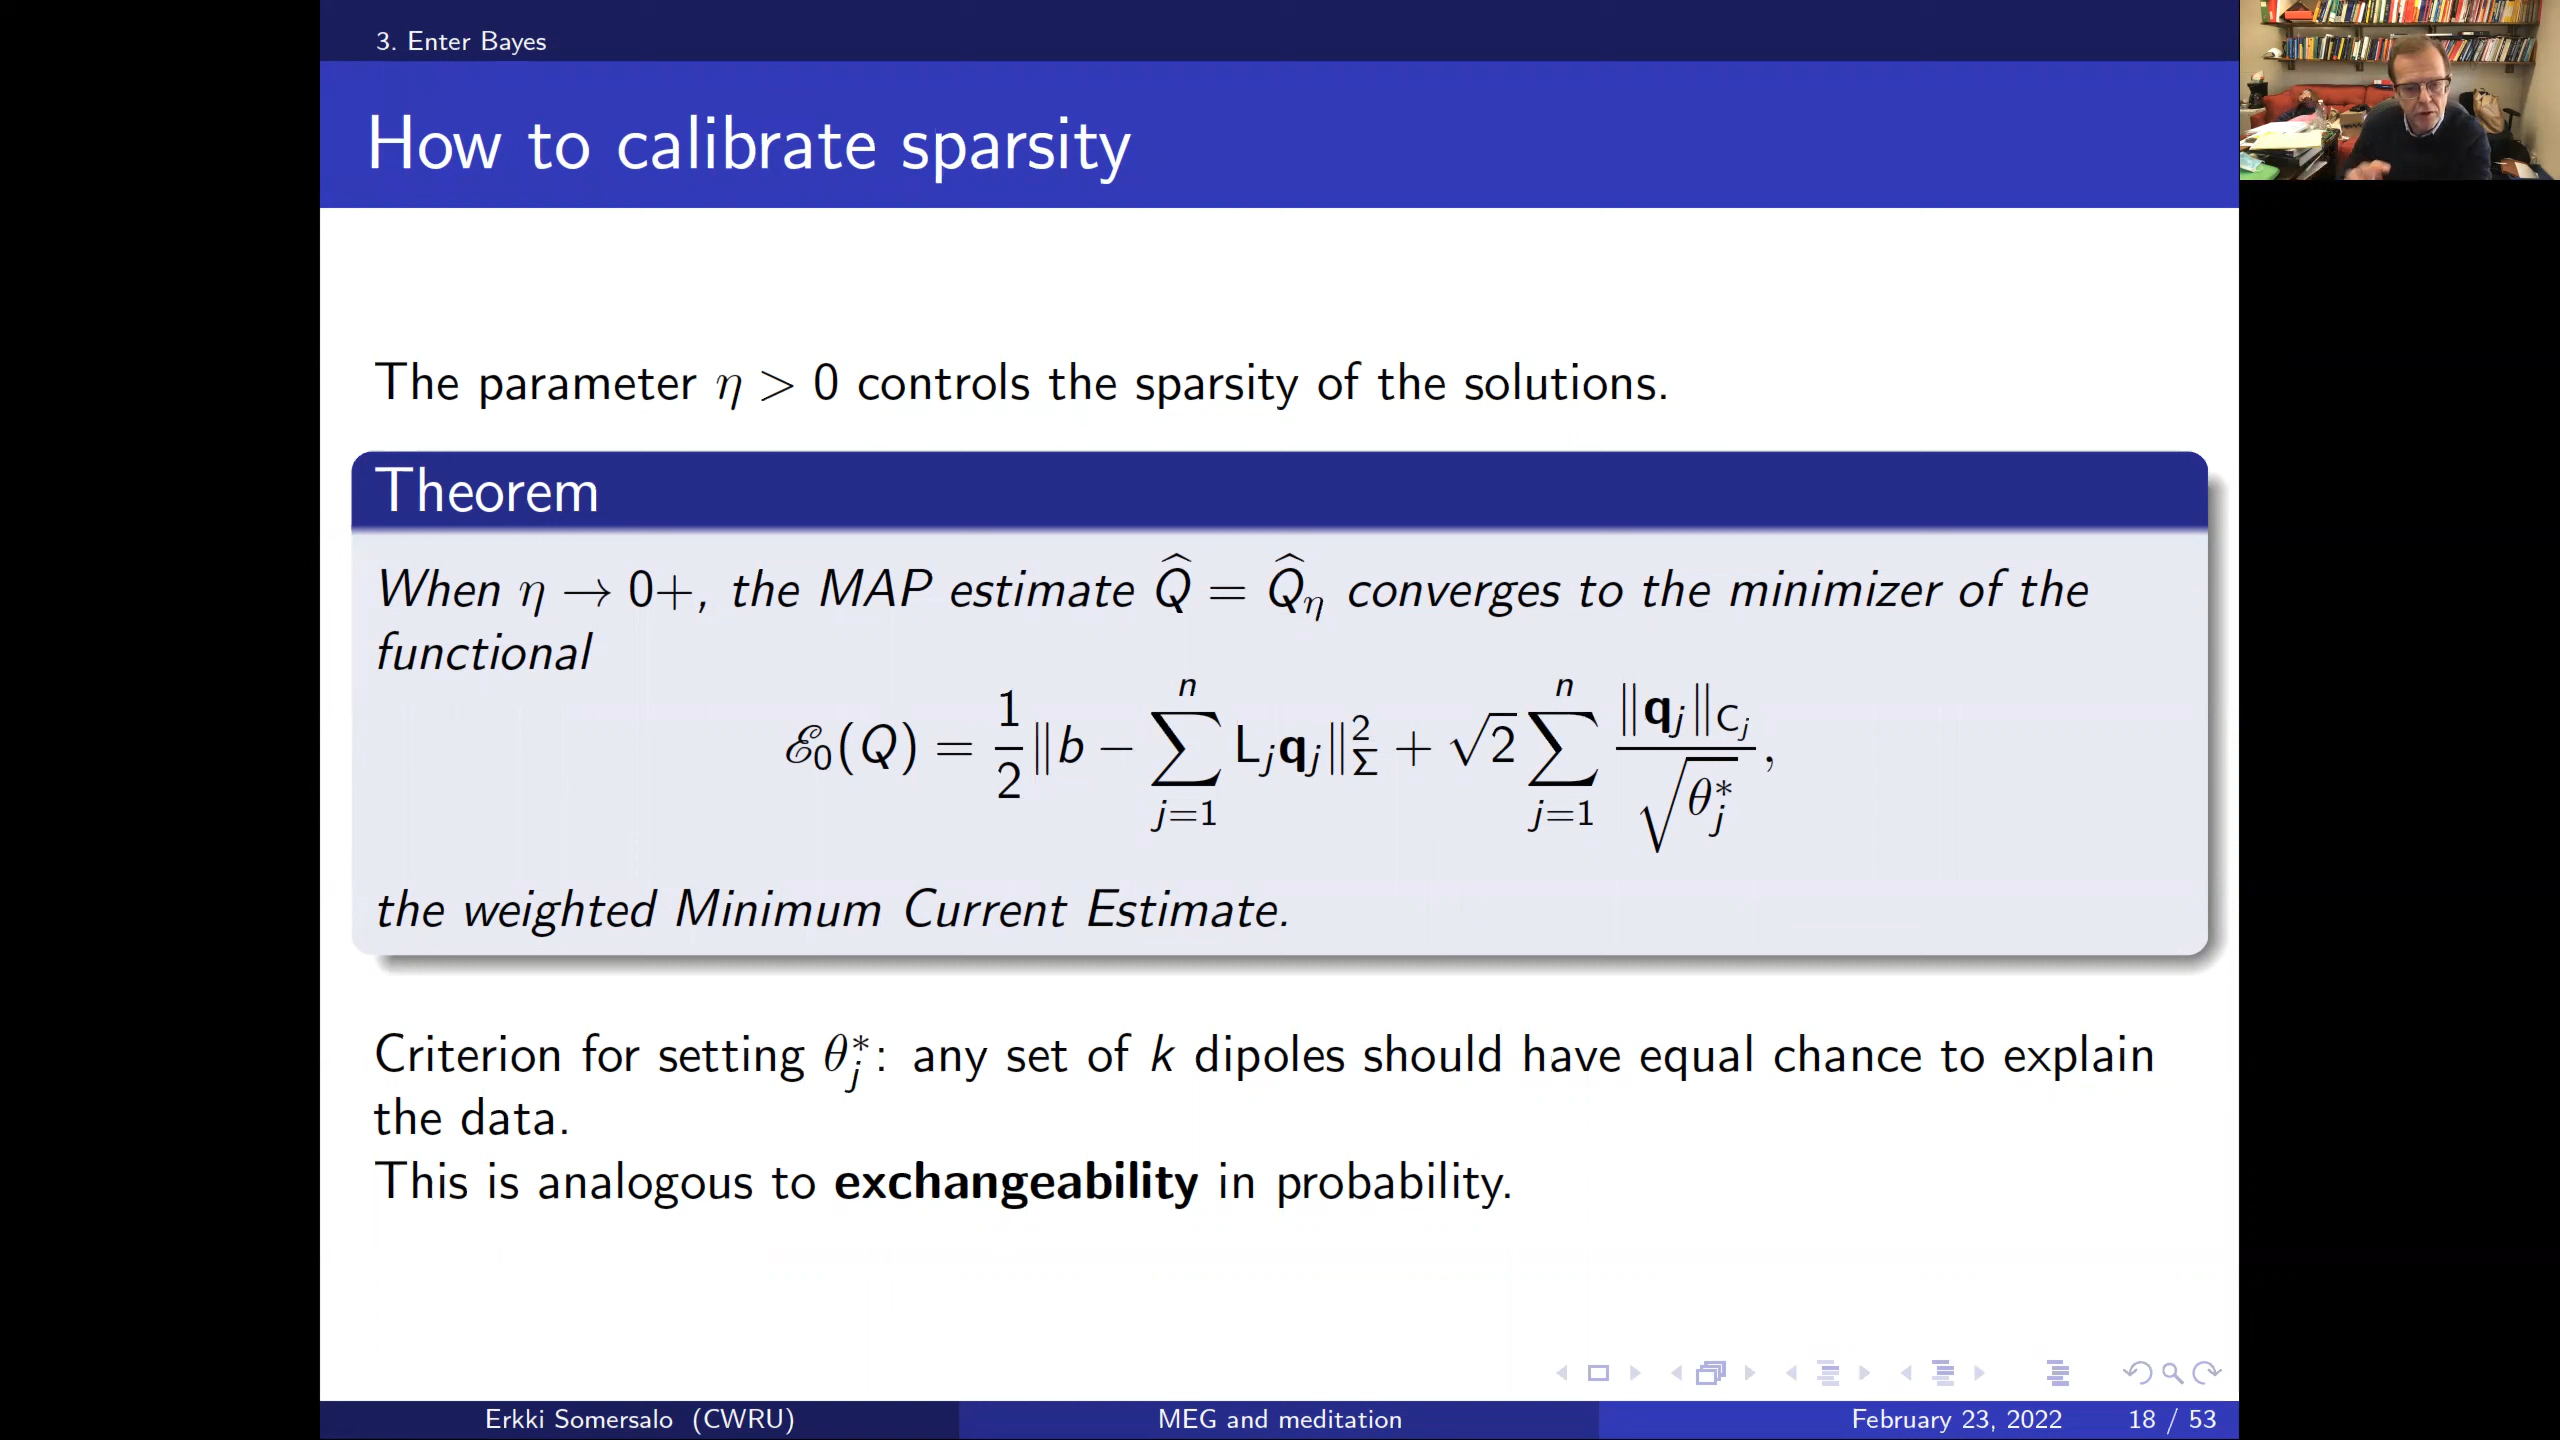 3. Enter Bayes
How to calibrate sparsity
The parameter η > 0 controls the sparsity of the solutions.
Theorem
When η → 0+, the MAP estimate Q̂ = Q̂_η converges to the minimizer of the
functional
ℰ₀(Q) = 1/2 ‖b − ∑_{j=1}^{n} L_j q_j‖²_Σ + √2 ∑_{j=1}^{n} ‖q_j‖_{C_j} / √θ*_j ,
the weighted Minimum Current Estimate.
Criterion for setting θ*_j: any set of k dipoles should have equal chance to explain
the data.
This is analogous to exchangeability in probability.
Erkki Somersalo (CWRU) MEG and meditation February 23, 2022 18 / 53